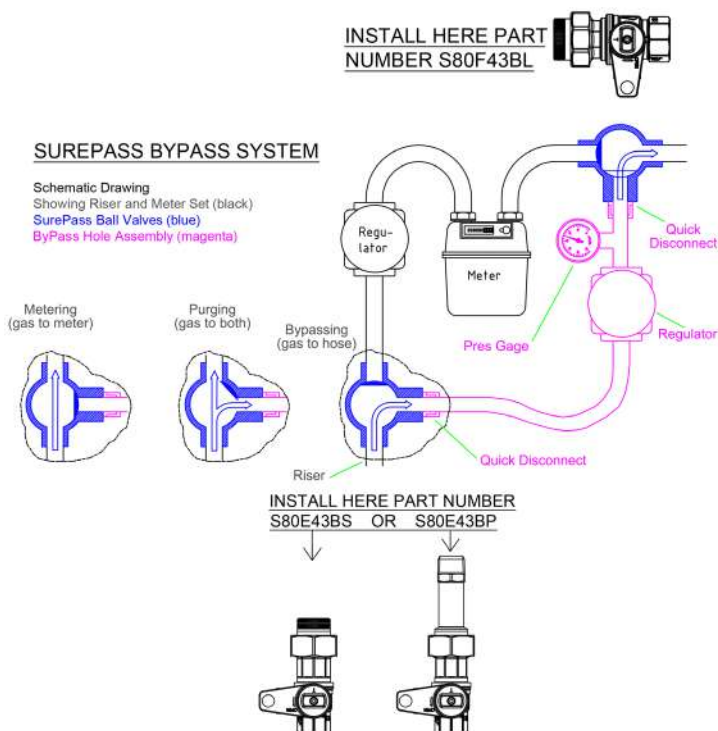 INSTALL HERE PART
NUMBER S80F43BL
SUREPASS BYPASS SYSTEM
Schematic Drawing
Showing Riser and Meter Set (black)
SurePass Ball Valves (blue)
ByPass Hole Assembly (magenta)
Regu-
lator
Meter
Quick
Disconnect
Metering
(gas to meter)
Purging
(gas to both)
Bypassing
(gas to hose)
Pres Gage
Regulator
Quick Disconnect
Riser
INSTALL HERE PART NUMBER
S80E43BS OR S80E43BP